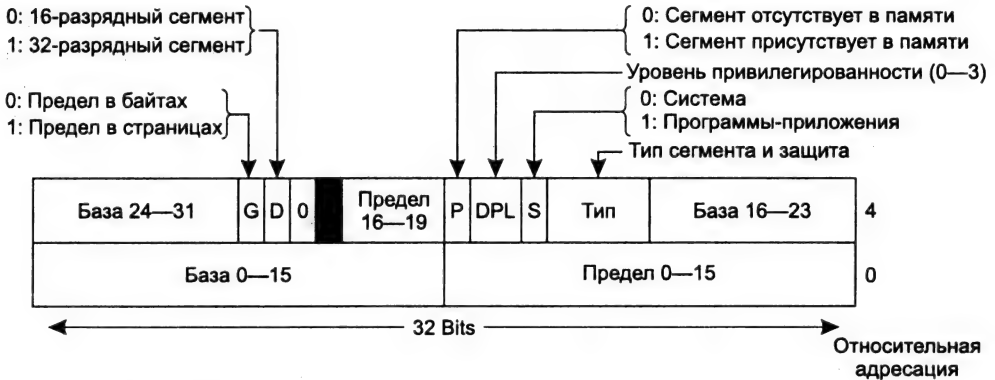 0: 16-разрядный сегмент
1: 32-разрядный сегмент
0: Предел в байтах
1: Предел в страницах
0: Сегмент отсутствует в памяти
1: Сегмент присутствует в памяти
Уровень привилегированности (0—3)
0: Система
1: Программы-приложения
Тип сегмента и защита
База 24—31
G
D
0
Предел
16—19
P
DPL
S
Тип
База 16—23
4
База 0—15
Предел 0—15
0
32 Bits
Относительная
адресация